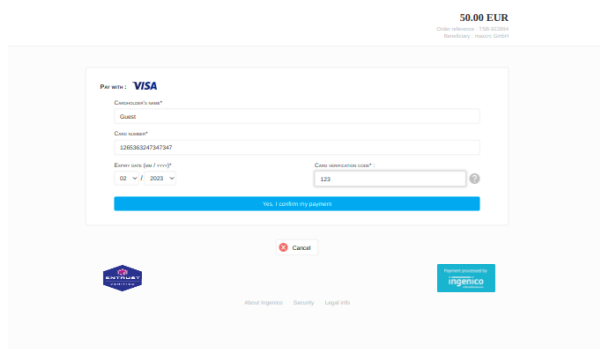 50.00 EUR
Order reference : TSB-323894
Beneficiary : Inexon GmbH
PAY WITH : VISA
CARDHOLDER'S NAME*
Guest
CARD NUMBER*
1265363247347347
EXPIRY DATE (MM / YYYY)*
02 / 2023
CARD VERIFICATION CODE* :
123
?
Yes, I confirm my payment
Cancel
ENTRUST
Payment processed by
ingenico
About Ingenico Security Legal info